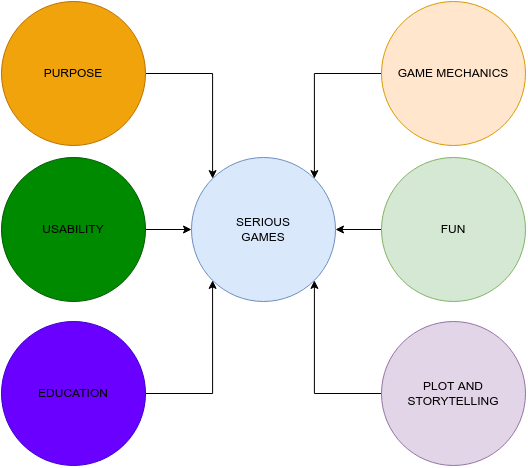 PURPOSE
GAME MECHANICS
USABILITY
SERIOUS
GAMES
FUN
EDUCATION
PLOT AND
STORYTELLING